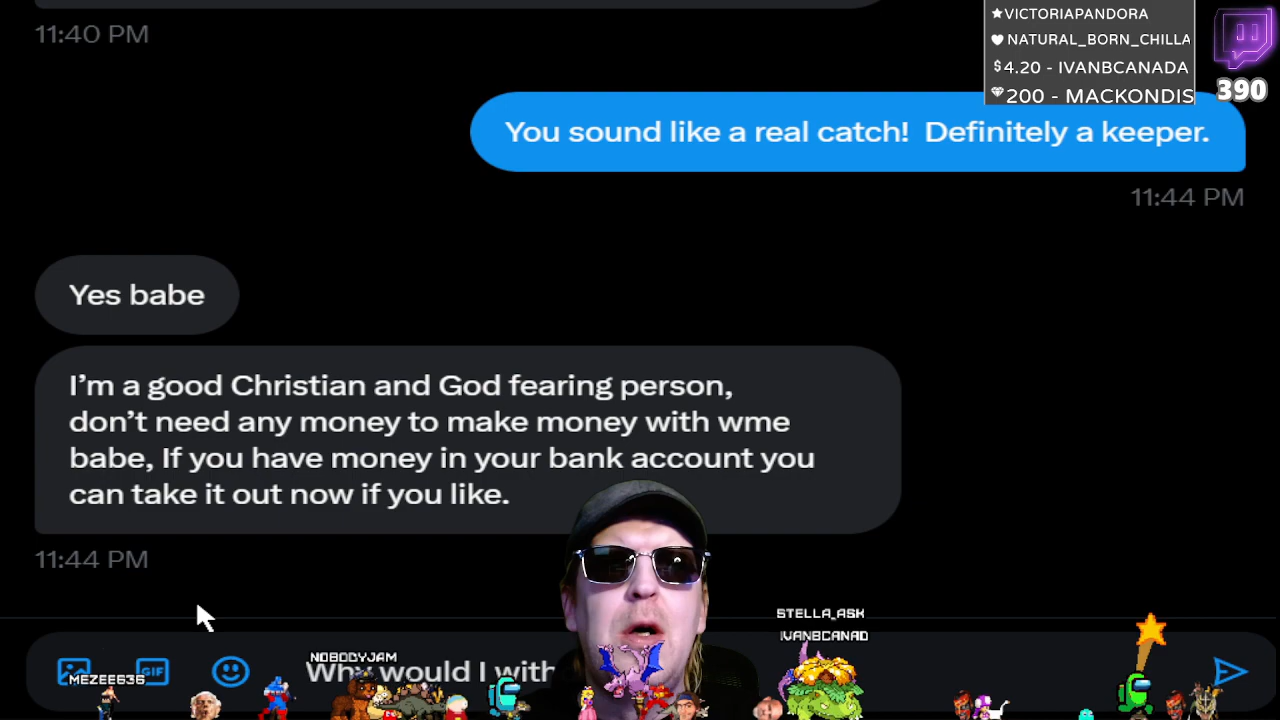 11:40 PM
★VICTORIAPANDORA
♥ NATURAL_BORN_CHILLA
$4.20 - IVANBCANADA
200 - MACKONDIS
390
You sound like a real catch!  Definitely a keeper.
11:44 PM
Yes babe
I'm a good Christian and God fearing person,
don't need any money to make money with wme
babe, If you have money in your bank account you
can take it out now if you like.
11:44 PM
STELLA_ASK
IVANBCANAD
NOBODYJAM
MEZEE636
GIF
Why would I with